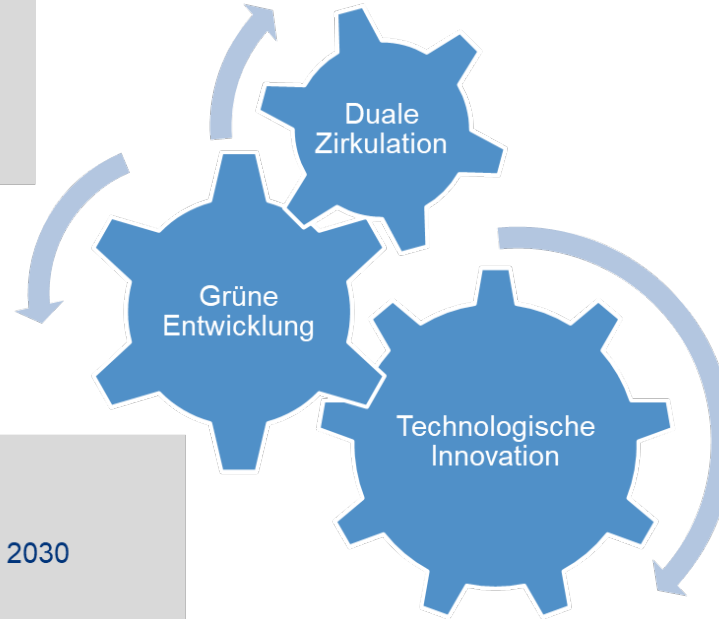 Duale
Zirkulation
Grüne
Entwicklung
Technologische
Innovation
2030